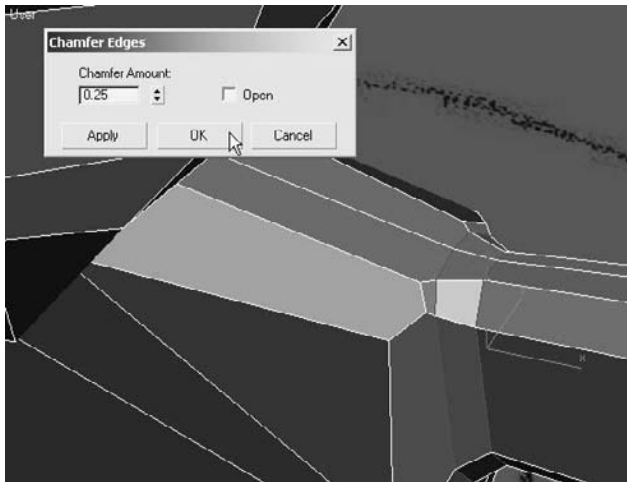 User
Chamfer Edges
Chamfer Amount:
0.25
Open
Apply OK Cancel
x